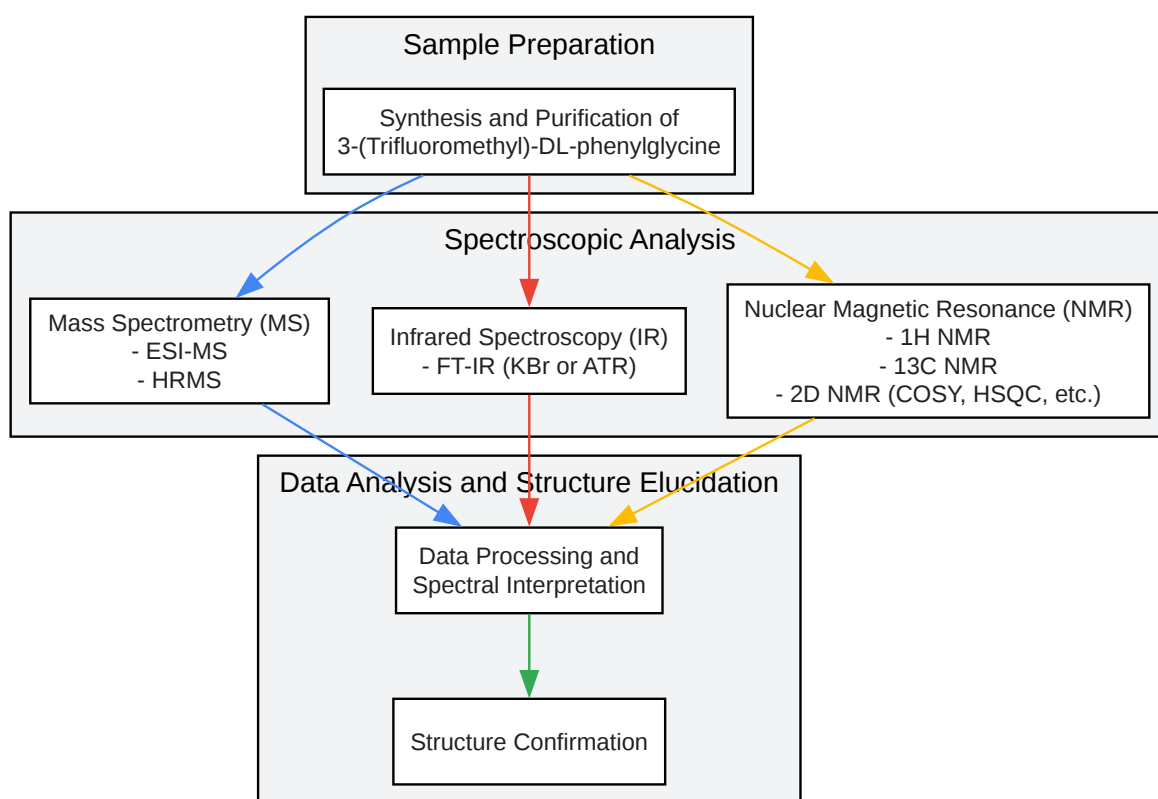 Sample Preparation
Synthesis and Purification of
3-(Trifluoromethyl)-DL-phenylglycine
Spectroscopic Analysis
Mass Spectrometry (MS)
- ESI-MS
- HRMS
Infrared Spectroscopy (IR)
- FT-IR (KBr or ATR)
Nuclear Magnetic Resonance (NMR)
- 1H NMR
- 13C NMR
- 2D NMR (COSY, HSQC, etc.)
Data Analysis and Structure Elucidation
Data Processing and
Spectral Interpretation
Structure Confirmation